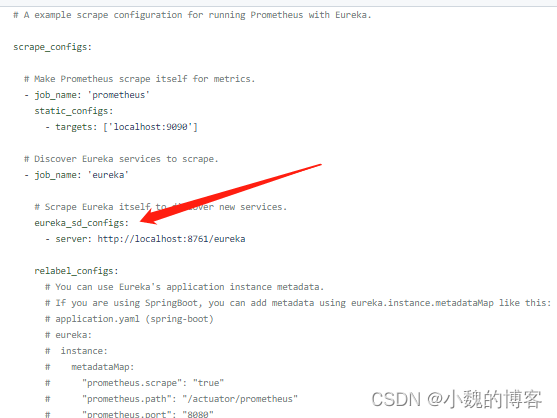 # A example scrape configuration for running Prometheus with Eureka.
scrape_configs:
# Make Prometheus scrape itself for metrics.
- job_name: 'prometheus'
static_configs:
- targets: ['localhost:9090']
# Discover Eureka services to scrape.
- job_name: 'eureka'
# Scrape Eureka itself to discover new services.
eureka_sd_configs:
- server: http://localhost:8761/eureka
relabel_configs:
# You can use Eureka's application instance metadata.
# If you are using SpringBoot, you can add metadata using eureka.instance.metadataMap like this:
# application.yaml (spring-boot)
# eureka:
#  instance:
#   metadataMap:
#    "prometheus.scrape": "true"
#    "prometheus.path": "/actuator/prometheus"
#    "prometheus.port": "8080"
CSDN @小魏的博客